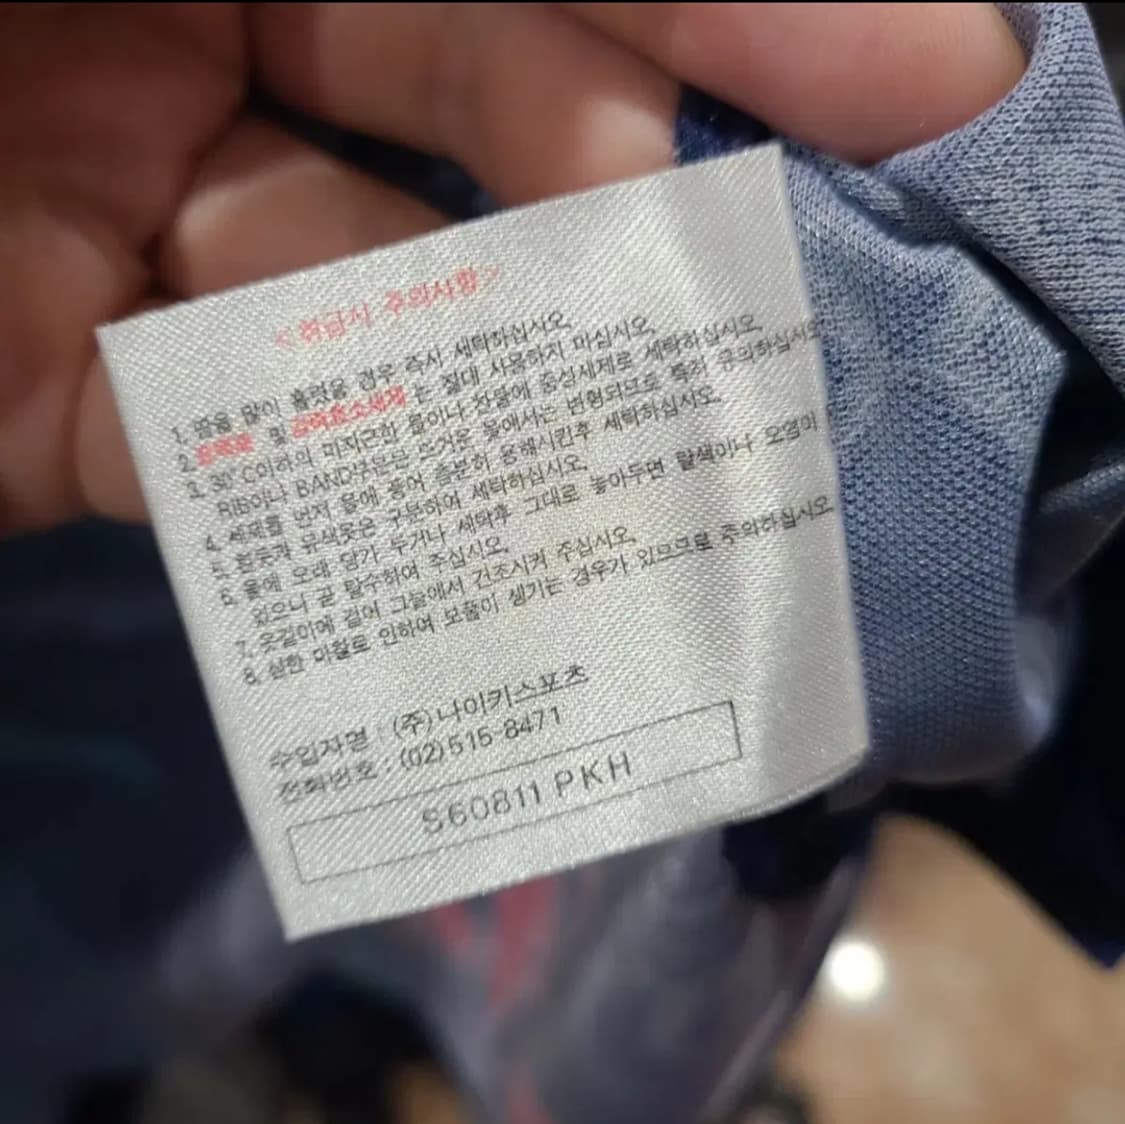 <취급시 주의사항>
1. 땀을 많이 흘렸을 경우 즉시 세탁하십시오.
2. 및 강력효소세제 는 절대 사용하지 마십시오.
3. 30°C이하의 미지근한 물이나 찬물에 중성세제로 세탁하십시오.
RIB이나 BAND부분은 뜨거운 물에서는 변형되므로 특히 유의하십시오.
4. 세제를 먼저 물에 풀어 충분히 용해시킨후 세탁하십시오.
5. 흰옷과 유색옷은 구분하여 세탁하십시오.
6. 물에 오래 담가 두거나 세탁후 그대로 놓아두면 탈색이나 오염이
있으니 곧 탈수하여 주십시오.
7. 옷걸이에 걸어 그늘에서 건조시켜 주십시오.
8. 심한 마찰로 인하여 보풀이 생기는 경우가 있으므로 주의하십시오.
수입자명 : (주)나이키스포츠
전화번호 : (02)515-8471
S60811 PKH